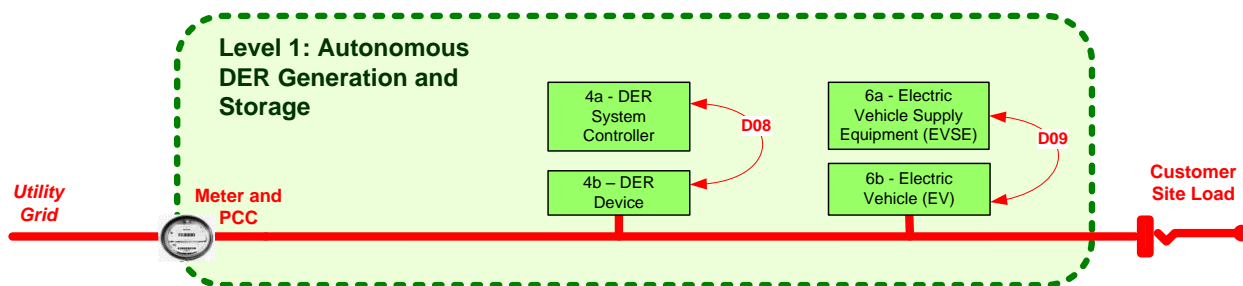 Level 1: Autonomous
DER Generation and
Storage
4a - DER
System
Controller
D08
4b – DER
Device
6a - Electric
Vehicle Supply
Equipment (EVSE)
D09
6b - Electric
Vehicle (EV)
Utility
Grid
Meter and
PCC
Customer
Site Load